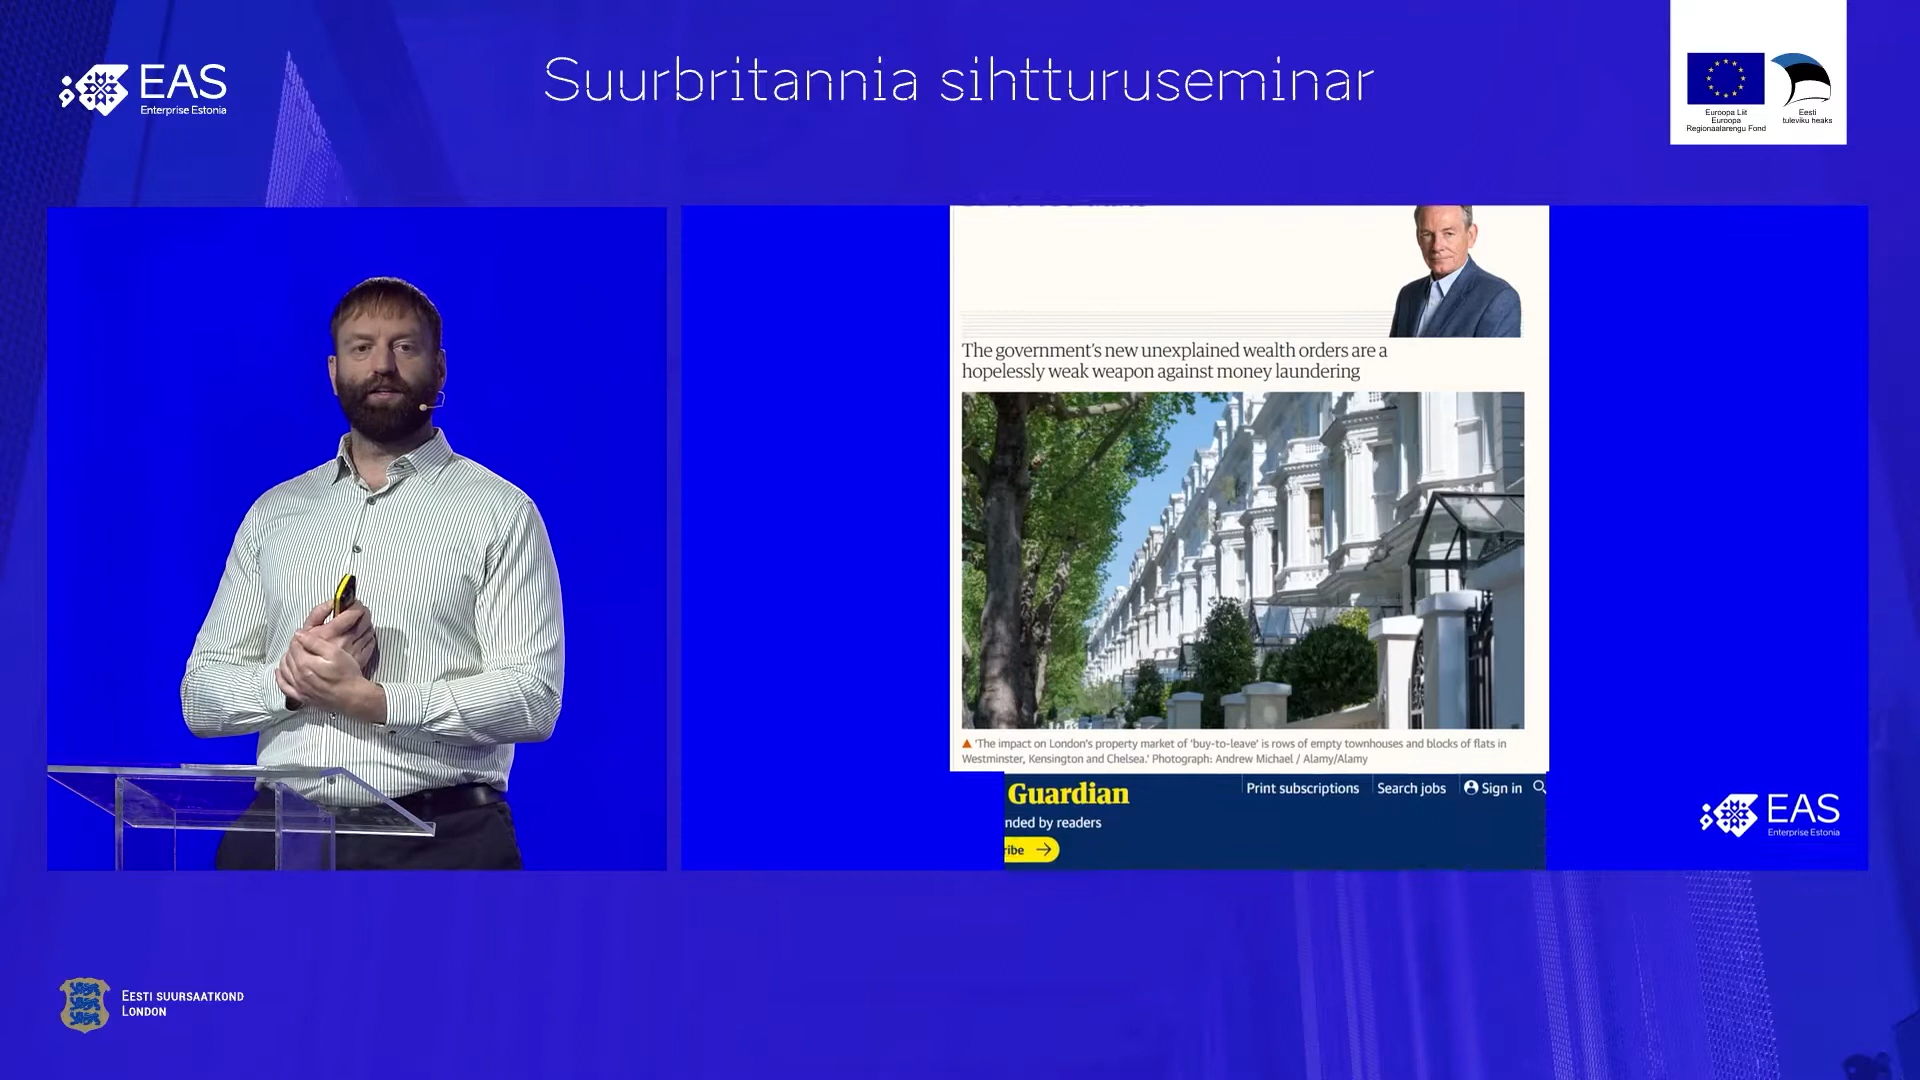 EAS
Enterprise Estonia
Suurbritannia sihtturuseminar
Euroopa Liit
Euroopa
Regionaalarengu Fond
Eesti
tuleviku heaks
The government's new unexplained wealth orders are a
hopelessly weak weapon against money laundering
'The impact on London's property market of 'buy-to-leave' is rows of empty townhouses and blocks of flats in
Westminster, Kensington and Chelsea.' Photograph: Andrew Michael / Alamy/Alamy
Guardian
Print subscriptions
Search jobs
Sign in
nded by readers
ribe
EAS
Enterprise Estonia
EESTI SUURSAATKOND
LONDON